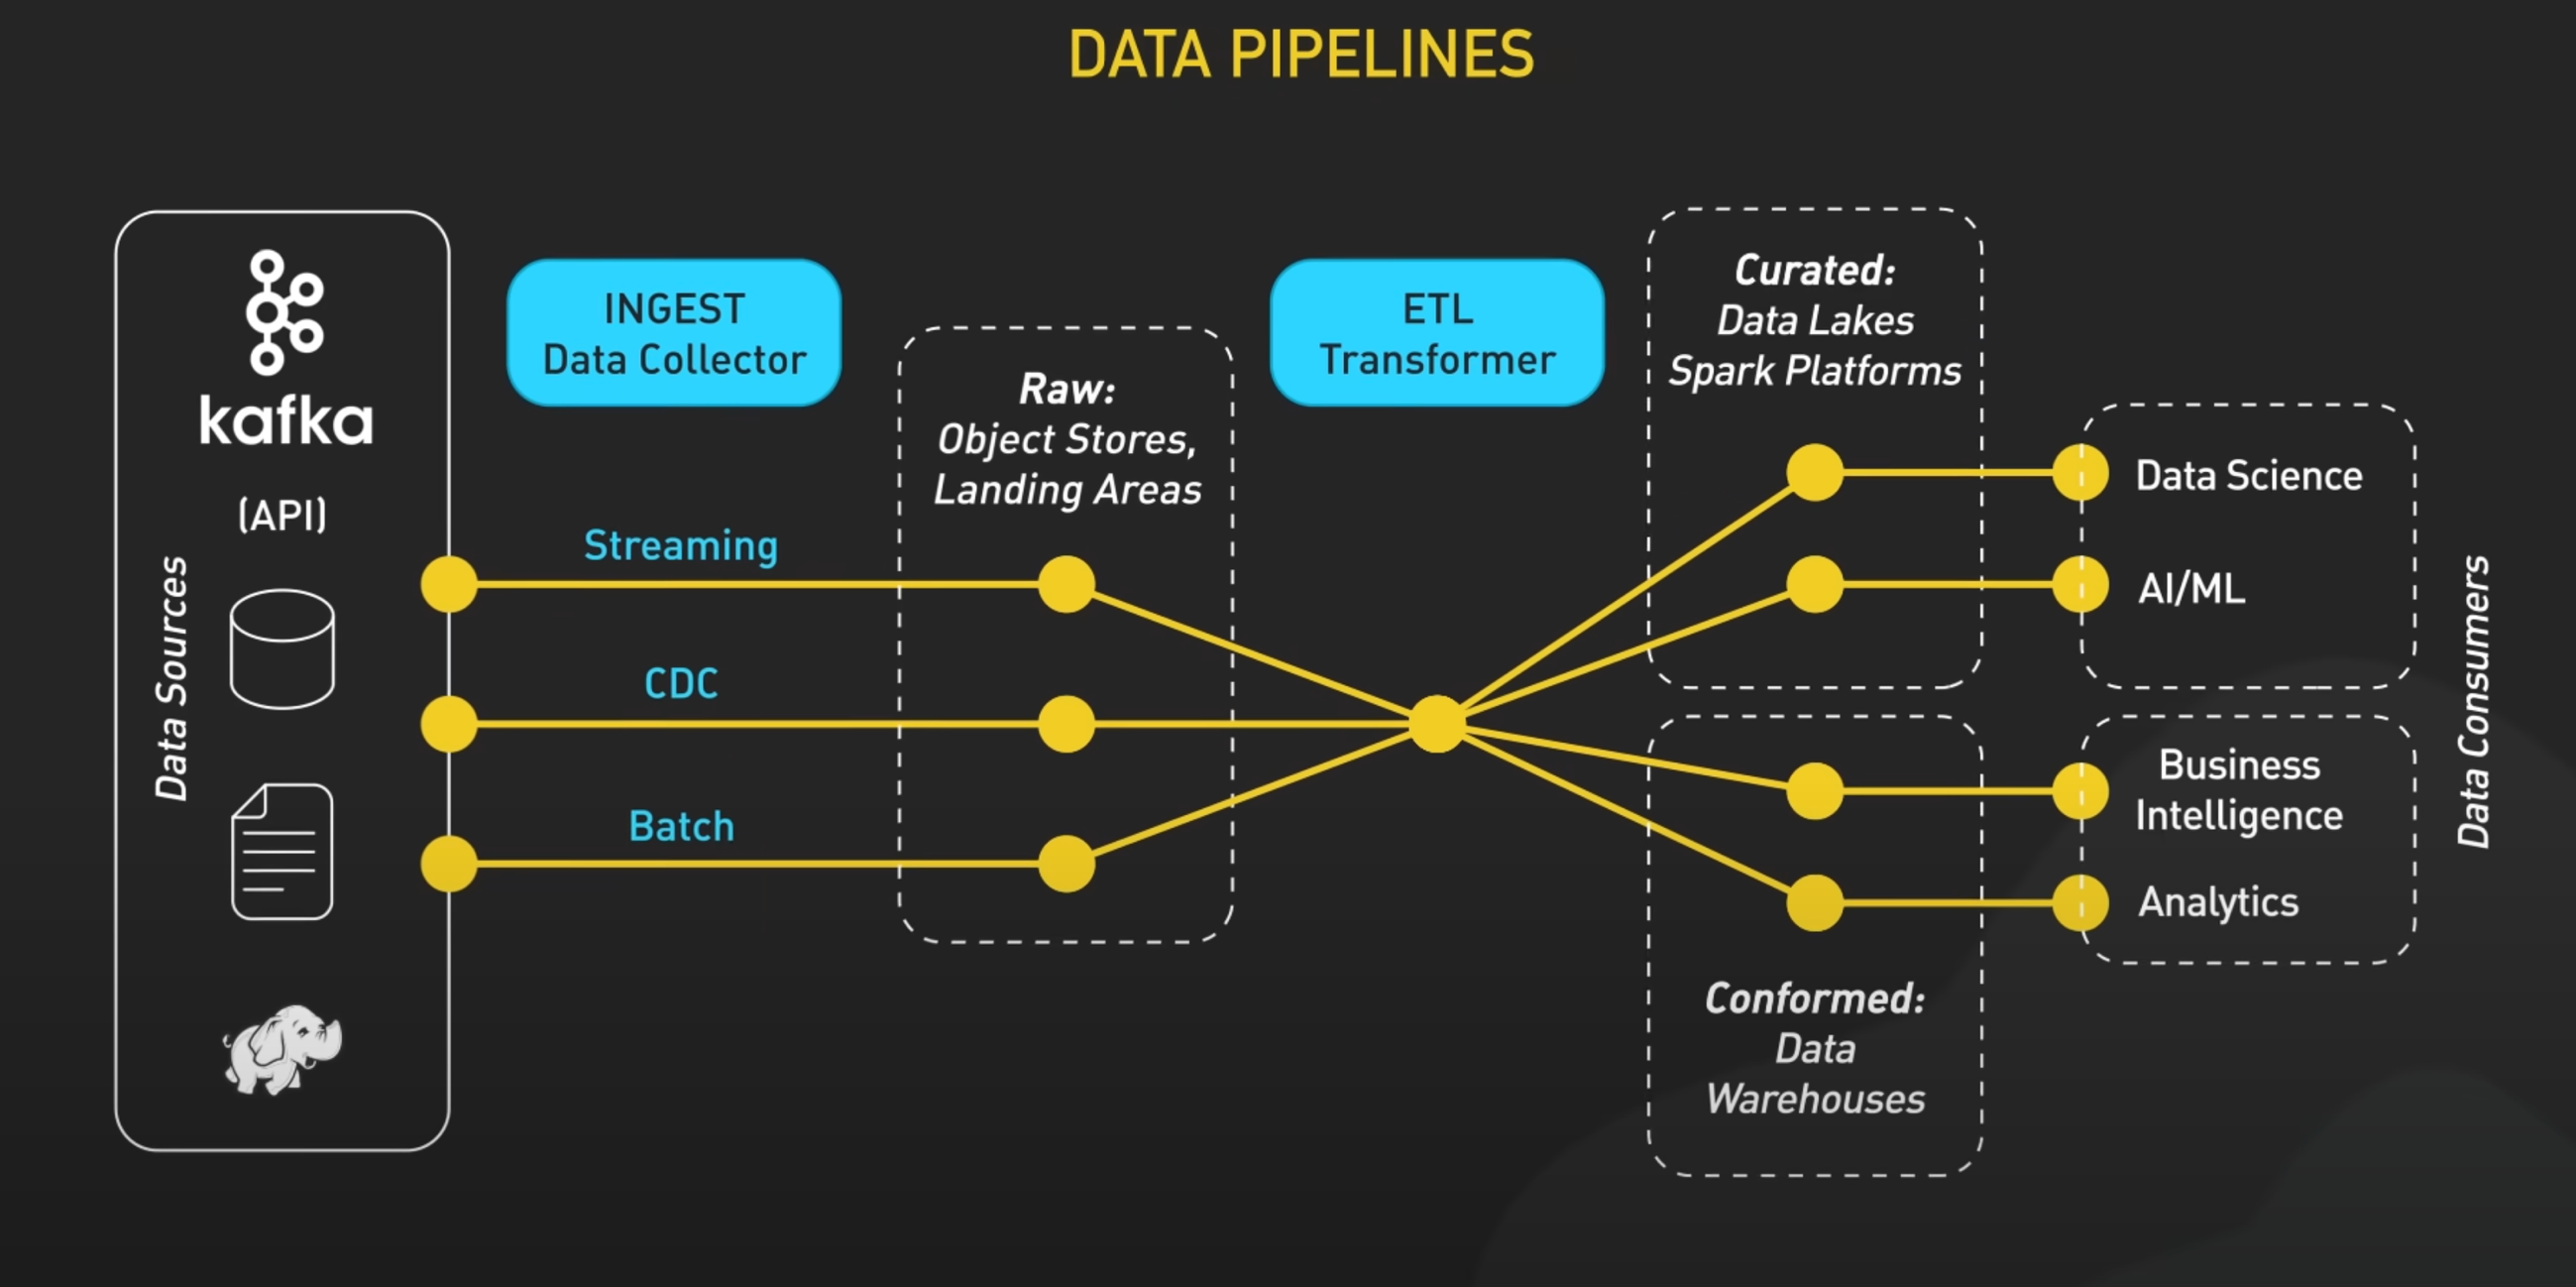 DATA PIPELINES
Data Sources
kafka
(API)
INGEST
Data Collector
Streaming
CDC
Batch
Raw:
Object Stores,
Landing Areas
ETL
Transformer
Curated:
Data Lakes
Spark Platforms
Conformed:
Data
Warehouses
Data Science
AI/ML
Business
Intelligence
Analytics
Data Consumers